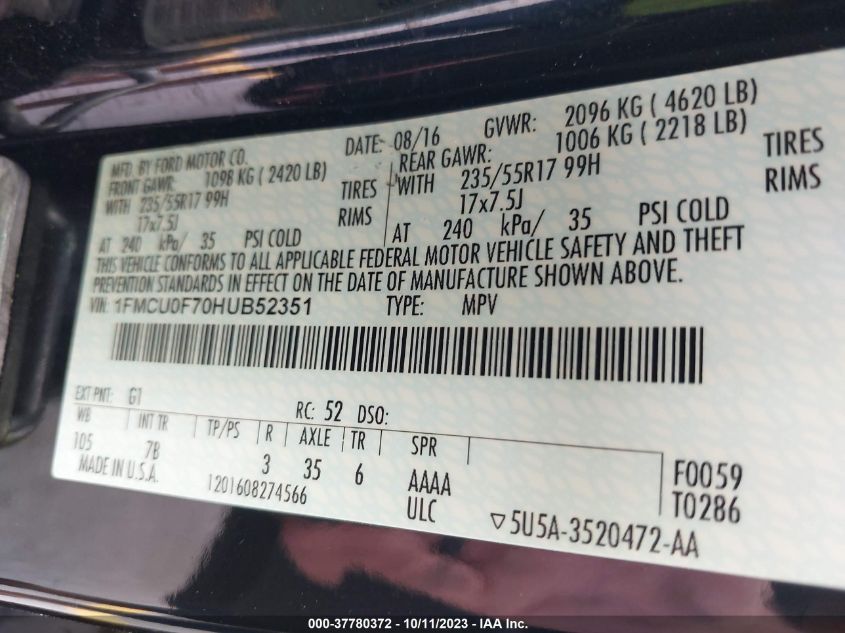 MFD. BY FORD MOTOR CO. DATE: 08/16 GVWR: 2096 KG ( 4620 LB)
FRONT GAWR: 1098 KG ( 2420 LB) REAR GAWR: 1006 KG ( 2218 LB)
WITH 235/55R17 99H TIRES WITH 235/55R17 99H TIRES
17x7.5J RIMS 17x7.5J RIMS
AT 240 kPa/ 35 PSI COLD AT 240 kPa/ 35 PSI COLD
THIS VEHICLE CONFORMS TO ALL APPLICABLE FEDERAL MOTOR VEHICLE SAFETY AND THEFT
PREVENTION STANDARDS IN EFFECT ON THE DATE OF MANUFACTURE SHOWN ABOVE.
VIN: 1FMCU0F70HUB52351 TYPE: MPV
EXT PNT: G1 RC: 52 DSO:
WB INT TR TP/PS R AXLE TR SPR
105 7B 3 35 6 AAAA F0059
MADE IN U.S.A. 1201608274566 ULC T0286
▽5U5A-3520472-AA
000-37780372 - 10/11/2023 - IAA Inc.